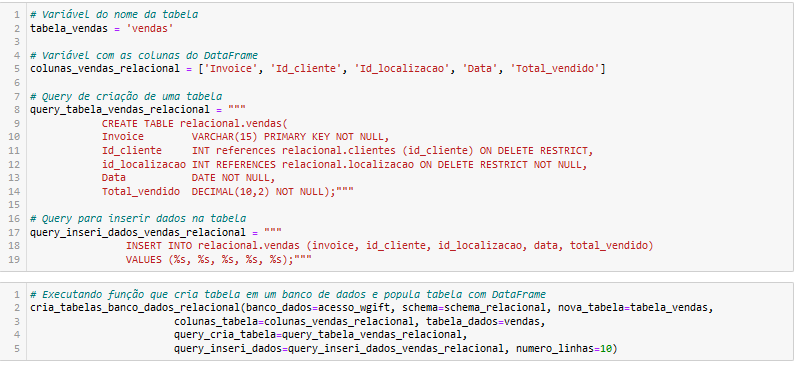 1 # Variável do nome da tabela
2 tabela_vendas = 'vendas'
3
4 # Variável com as colunas do DataFrame
5 colunas_vendas_relacional = ['Invoice', 'Id_cliente', 'Id_localizacao', 'Data', 'Total_vendido']
6
7 # Query de criação de uma tabela
8 query_tabela_vendas_relacional = """
9 CREATE TABLE relacional.vendas(
10 Invoice VARCHAR(15) PRIMARY KEY NOT NULL,
11 Id_cliente INT references relacional.clientes (id_cliente) ON DELETE RESTRICT,
12 id_localizacao INT REFERENCES relacional.localizacao ON DELETE RESTRICT NOT NULL,
13 Data DATE NOT NULL,
14 Total_vendido DECIMAL(10,2) NOT NULL);"""
15
16 # Query para inserir dados na tabela
17 query_inseri_dados_vendas_relacional = """
18 INSERT INTO relacional.vendas (invoice, id_cliente, id_localizacao, data, total_vendido)
19 VALUES (%s, %s, %s, %s, %s);"""
1 # Executando função que cria tabela em um banco de dados e popula tabela com DataFrame
2 cria_tabelas_banco_dados_relacional(banco_dados=acesso_wgift, schema=schema_relacional, nova_tabela=tabela_vendas,
3 colunas_tabela=colunas_vendas_relacional, tabela_dados=vendas,
4 query_cria_tabela=query_tabela_vendas_relacional,
5 query_inseri_dados=query_inseri_dados_vendas_relacional, numero_linhas=10)